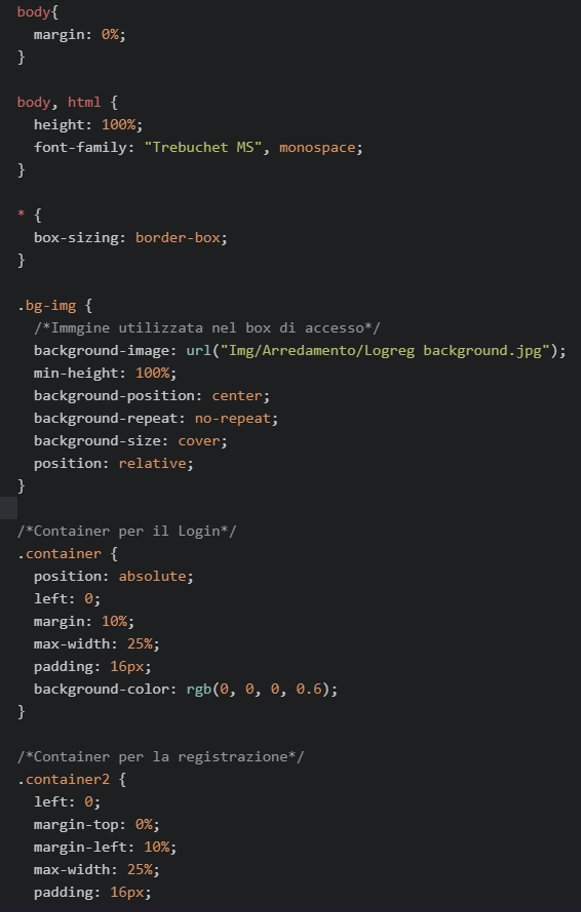 body{
margin: 0%;
}
body, html {
height: 100%;
font-family: "Trebuchet MS", monospace;
}
* {
box-sizing: border-box;
}
.bg-img {
/*Immgine utilizzata nel box di accesso*/
background-image: url("Img/Arredamento/Logreg background.jpg");
min-height: 100%;
background-position: center;
background-repeat: no-repeat;
background-size: cover;
position: relative;
}
/*Container per il Login*/
.container {
position: absolute;
left: 0;
margin: 10%;
max-width: 25%;
padding: 16px;
background-color: rgb(0, 0, 0, 0.6);
}
/*Container per la registrazione*/
.container2 {
left: 0;
margin-top: 0%;
margin-left: 10%;
max-width: 25%;
padding: 16px;